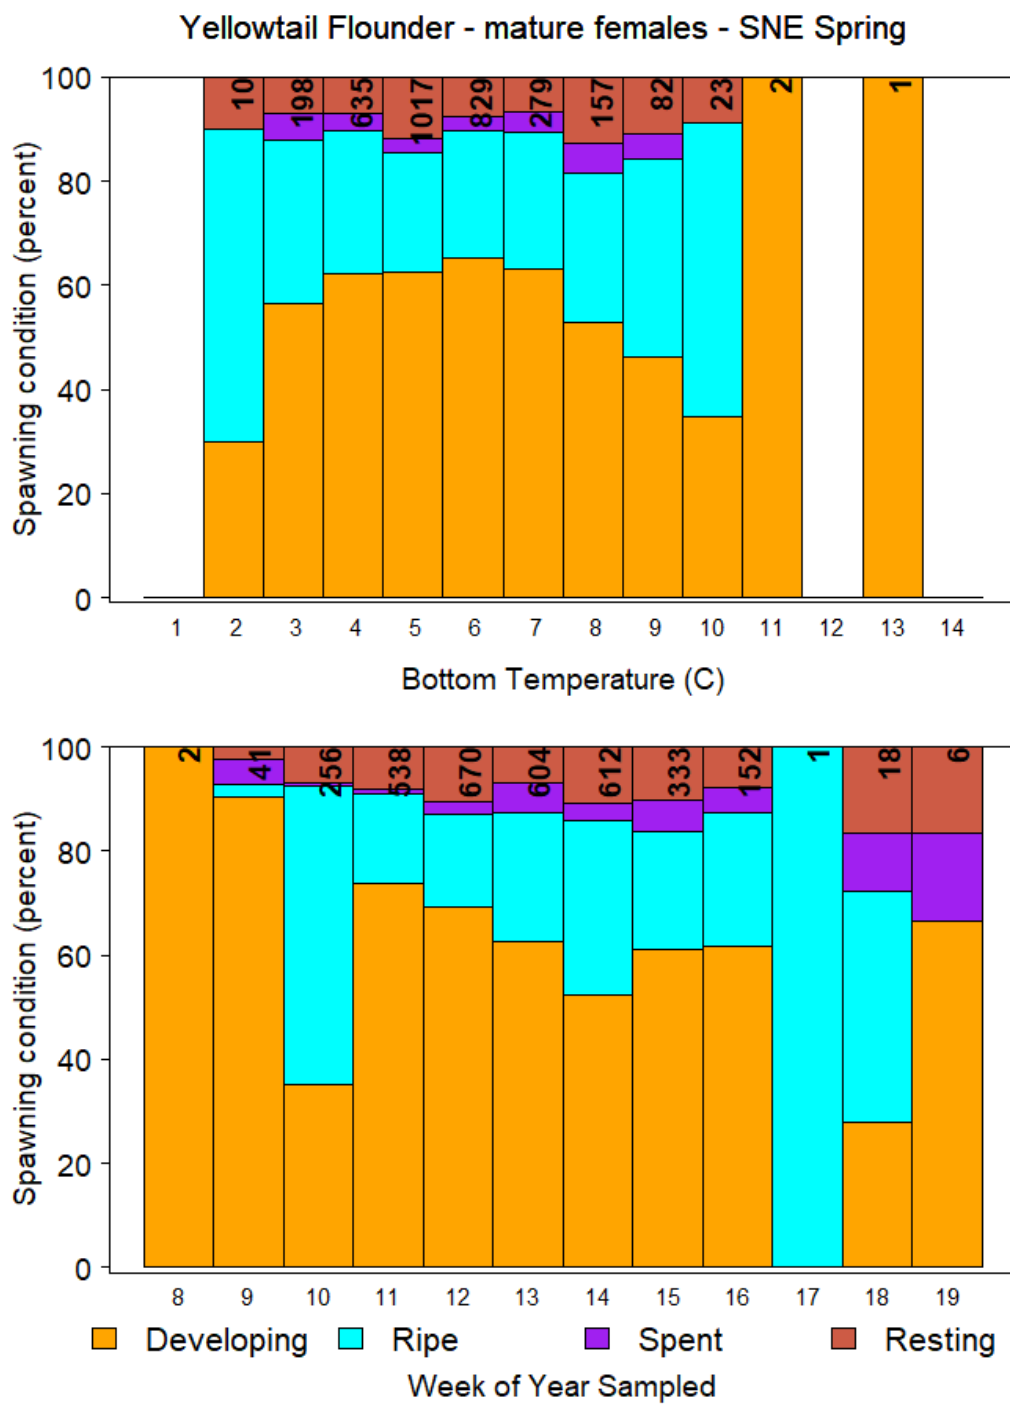 Yellowtail Flounder - mature females - SNE Spring
Spawning condition (percent)
100
80
60
40
20
0
10 198 635 1017 829 279 157 82 23 2 1
1 2 3 4 5 6 7 8 9 10 11 12 13 14
Bottom Temperature (C)
Spawning condition (percent)
100
80
60
40
20
0
2 41 256 538 670 604 612 333 152 1 18 6
8 9 10 11 12 13 14 15 16 17 18 19
Developing Ripe Spent Resting
Week of Year Sampled